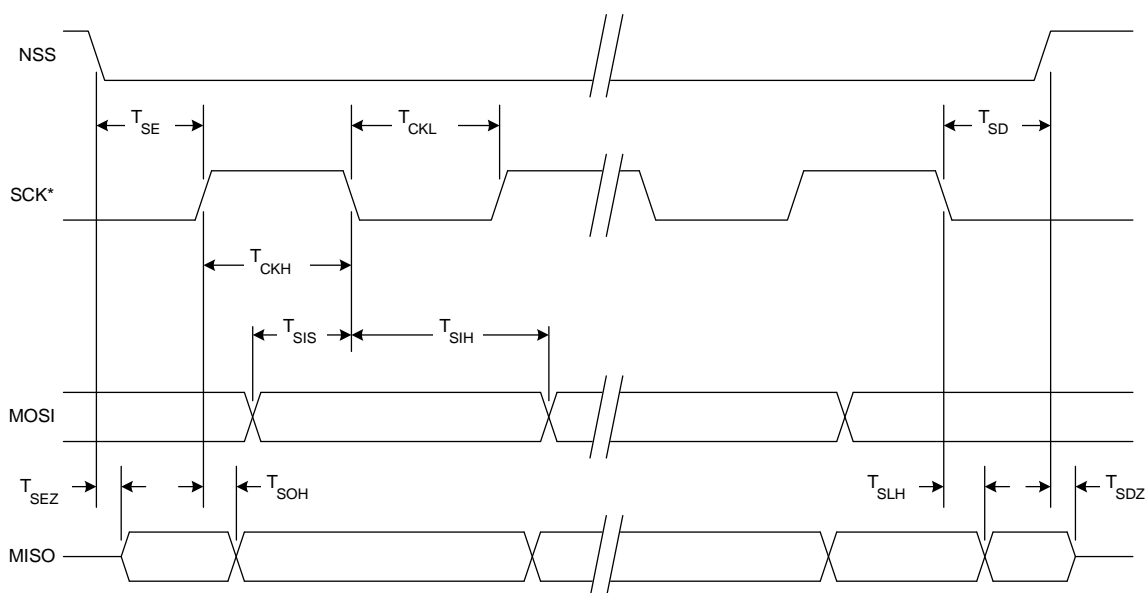 NSS
T_SE
T_CKL
T_SD
SCK*
T_CKH
T_SIS
T_SIH
MOSI
T_SEZ
T_SOH
T_SLH
T_SDZ
MISO